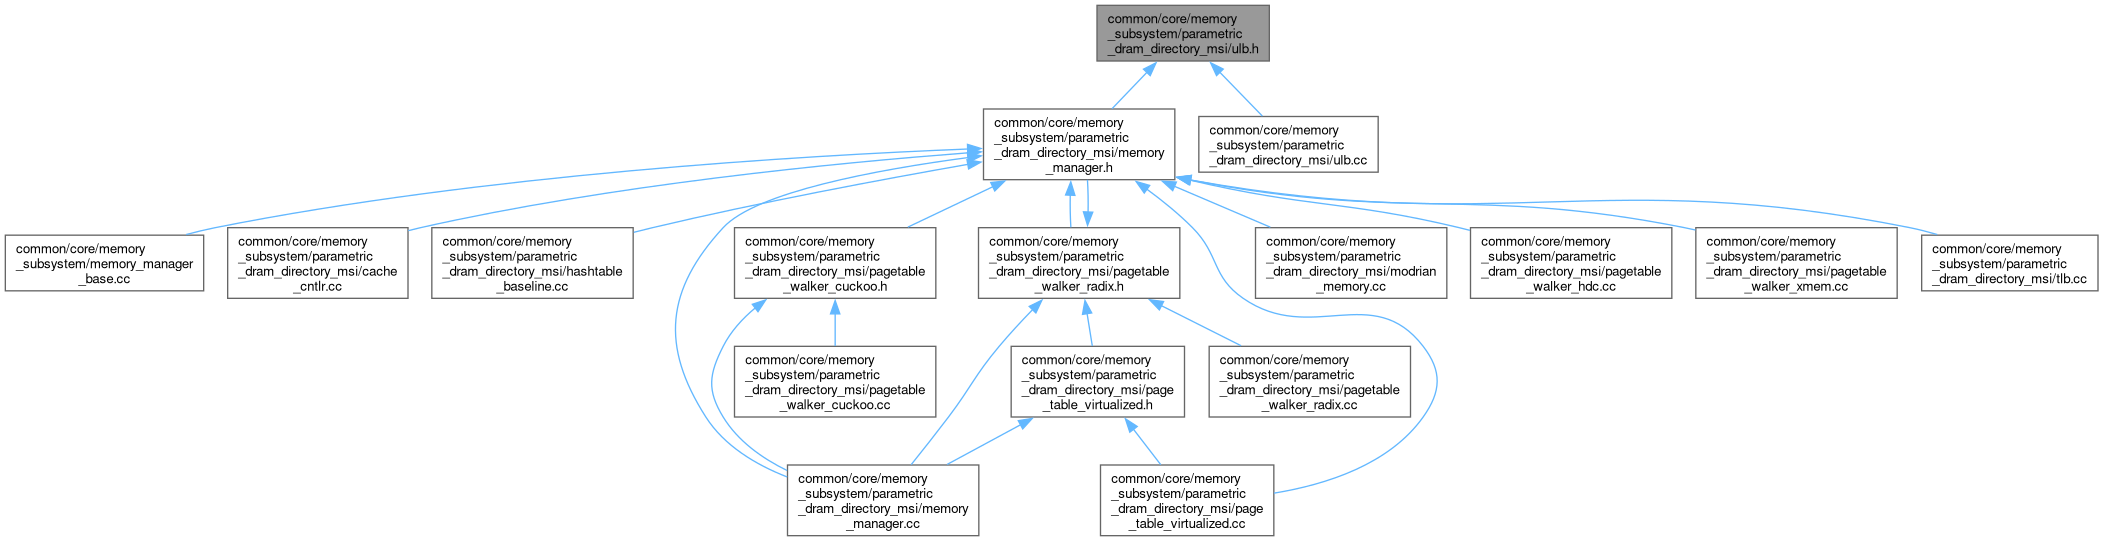 common/core/memory
_subsystem/parametric
_dram_directory_msi/ulb.h
common/core/memory
_subsystem/parametric
_dram_directory_msi/memory
_manager.h
common/core/memory
_subsystem/parametric
_dram_directory_msi/ulb.cc
common/core/memory
_subsystem/memory_manager
_base.cc
common/core/memory
_subsystem/parametric
_dram_directory_msi/cache
_cntlr.cc
common/core/memory
_subsystem/parametric
_dram_directory_msi/hashtable
_baseline.cc
common/core/memory
_subsystem/parametric
_dram_directory_msi/pagetable
_walker_cuckoo.h
common/core/memory
_subsystem/parametric
_dram_directory_msi/pagetable
_walker_radix.h
common/core/memory
_subsystem/parametric
_dram_directory_msi/modrian
_memory.cc
common/core/memory
_subsystem/parametric
_dram_directory_msi/pagetable
_walker_hdc.cc
common/core/memory
_subsystem/parametric
_dram_directory_msi/pagetable
_walker_xmem.cc
common/core/memory
_subsystem/parametric
_dram_directory_msi/tlb.cc
common/core/memory
_subsystem/parametric
_dram_directory_msi/pagetable
_walker_cuckoo.cc
common/core/memory
_subsystem/parametric
_dram_directory_msi/page
_table_virtualized.h
common/core/memory
_subsystem/parametric
_dram_directory_msi/pagetable
_walker_radix.cc
common/core/memory
_subsystem/parametric
_dram_directory_msi/memory
_manager.cc
common/core/memory
_subsystem/parametric
_dram_directory_msi/page
_table_virtualized.cc